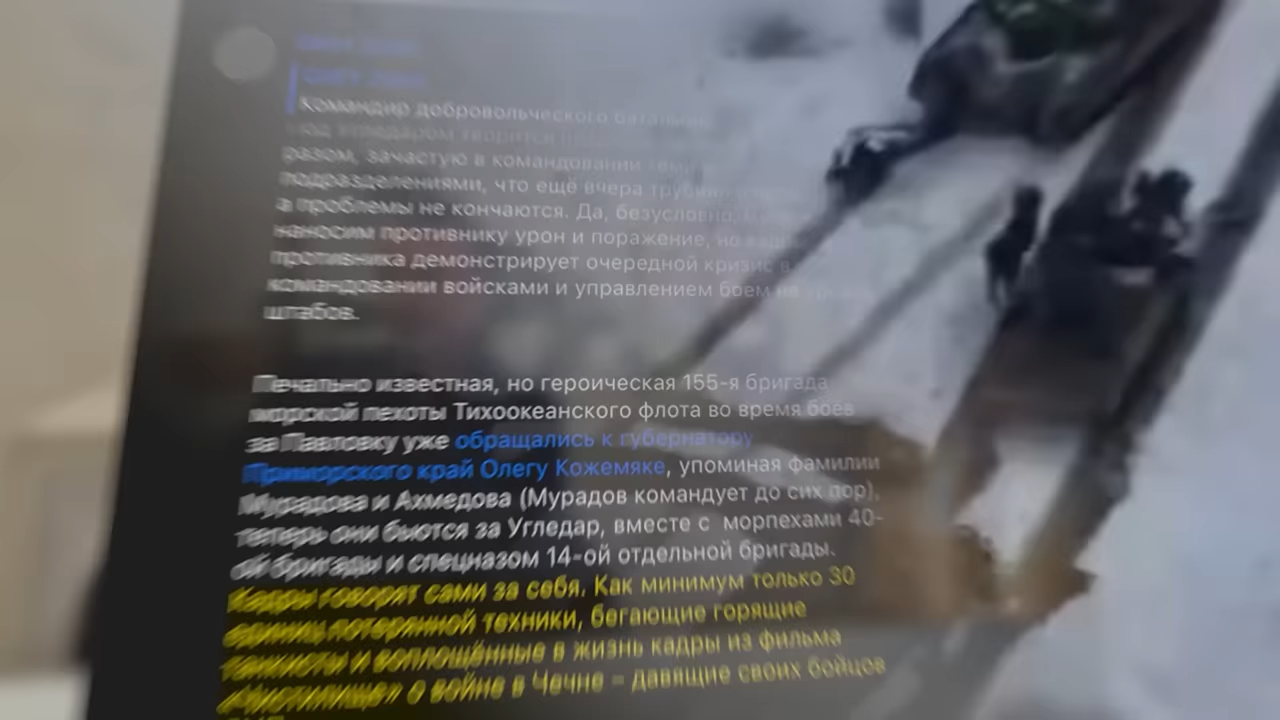 Командир добровольческого
разом, зачастую в командовании
подразделениями, что ещё вчера
а проблемы не кончаются. Да, безусловно,
наносим противнику урон и поражение, но
противника демонстрирует очередной кризис в
командовании войсками и управлением боем
штабов.
Печально известная, но героическая 155-я бригада
морской пехоты Тихоокеанского флота во время боев
за Павловку уже обращались к губернатору
Приморского край Олегу Кожемяке, упоминая фамилии
Мурадова и Ахмедова (Мурадов командует до сих пор),
теперь они бьются за Угледар, вместе с морпехами 40-
ой бригады и спецназом 14-ой отдельной бригады.
Кадры говорят сами за себя. Как минимум только 30
единиц потерянной техники, бегающие горящие
танкисты и воплощённые в жизнь кадры из фильма
«Чистилище» о войне в Чечне – давящие своих бойцов